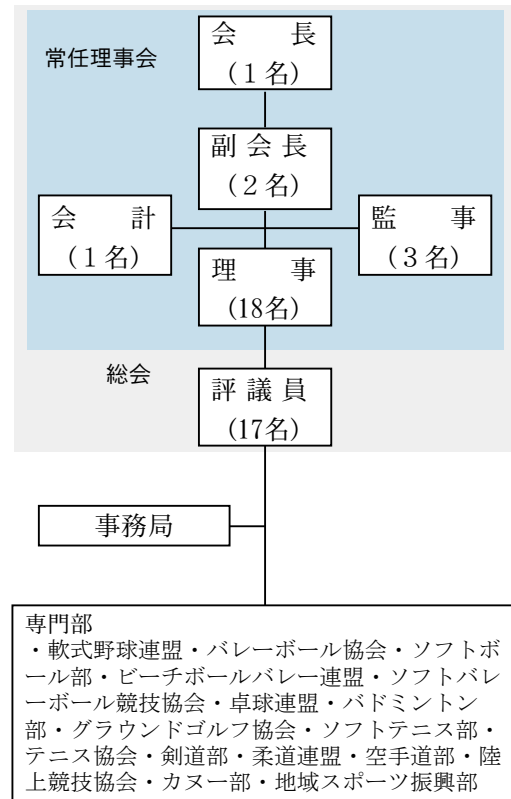 会　長
(1名)
常任理事会
副会長
(2名)
会　計
(1名)
監　事
(3名)
理　事
(18名)
総会
評議員
(17名)
事務局
専門部
・軟式野球連盟・バレーボール協会・ソフトボ
ール部・ビーチボールバレー連盟・ソフトバレ
ーボール競技協会・卓球連盟・バドミントン
部・グラウンドゴルフ協会・ソフトテニス部・
テニス協会・剣道部・柔道連盟・空手道部・陸
上競技協会・カヌー部・地域スポーツ振興部